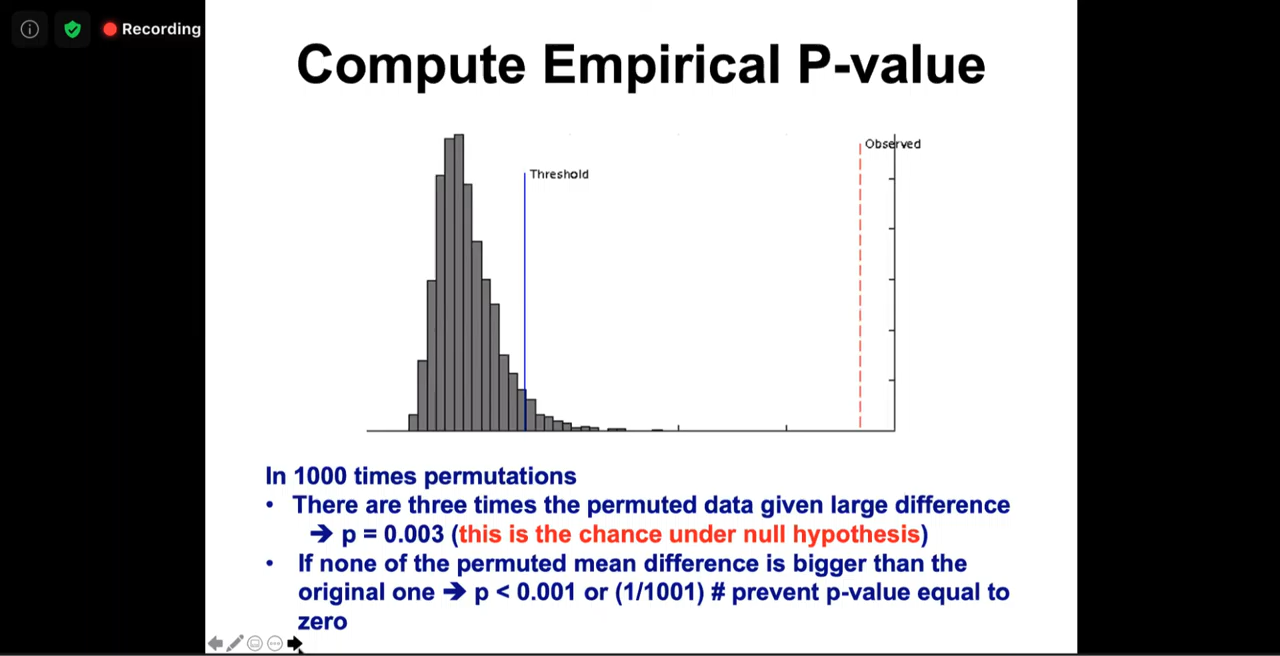 Recording
Compute Empirical P-value
Observed
Threshold
In 1000 times permutations
• There are three times the permuted data given large difference
➔ p = 0.003 (this is the chance under null hypothesis)
• If none of the permuted mean difference is bigger than the
original one ➔ p < 0.001 or (1/1001) # prevent p-value equal to
zero